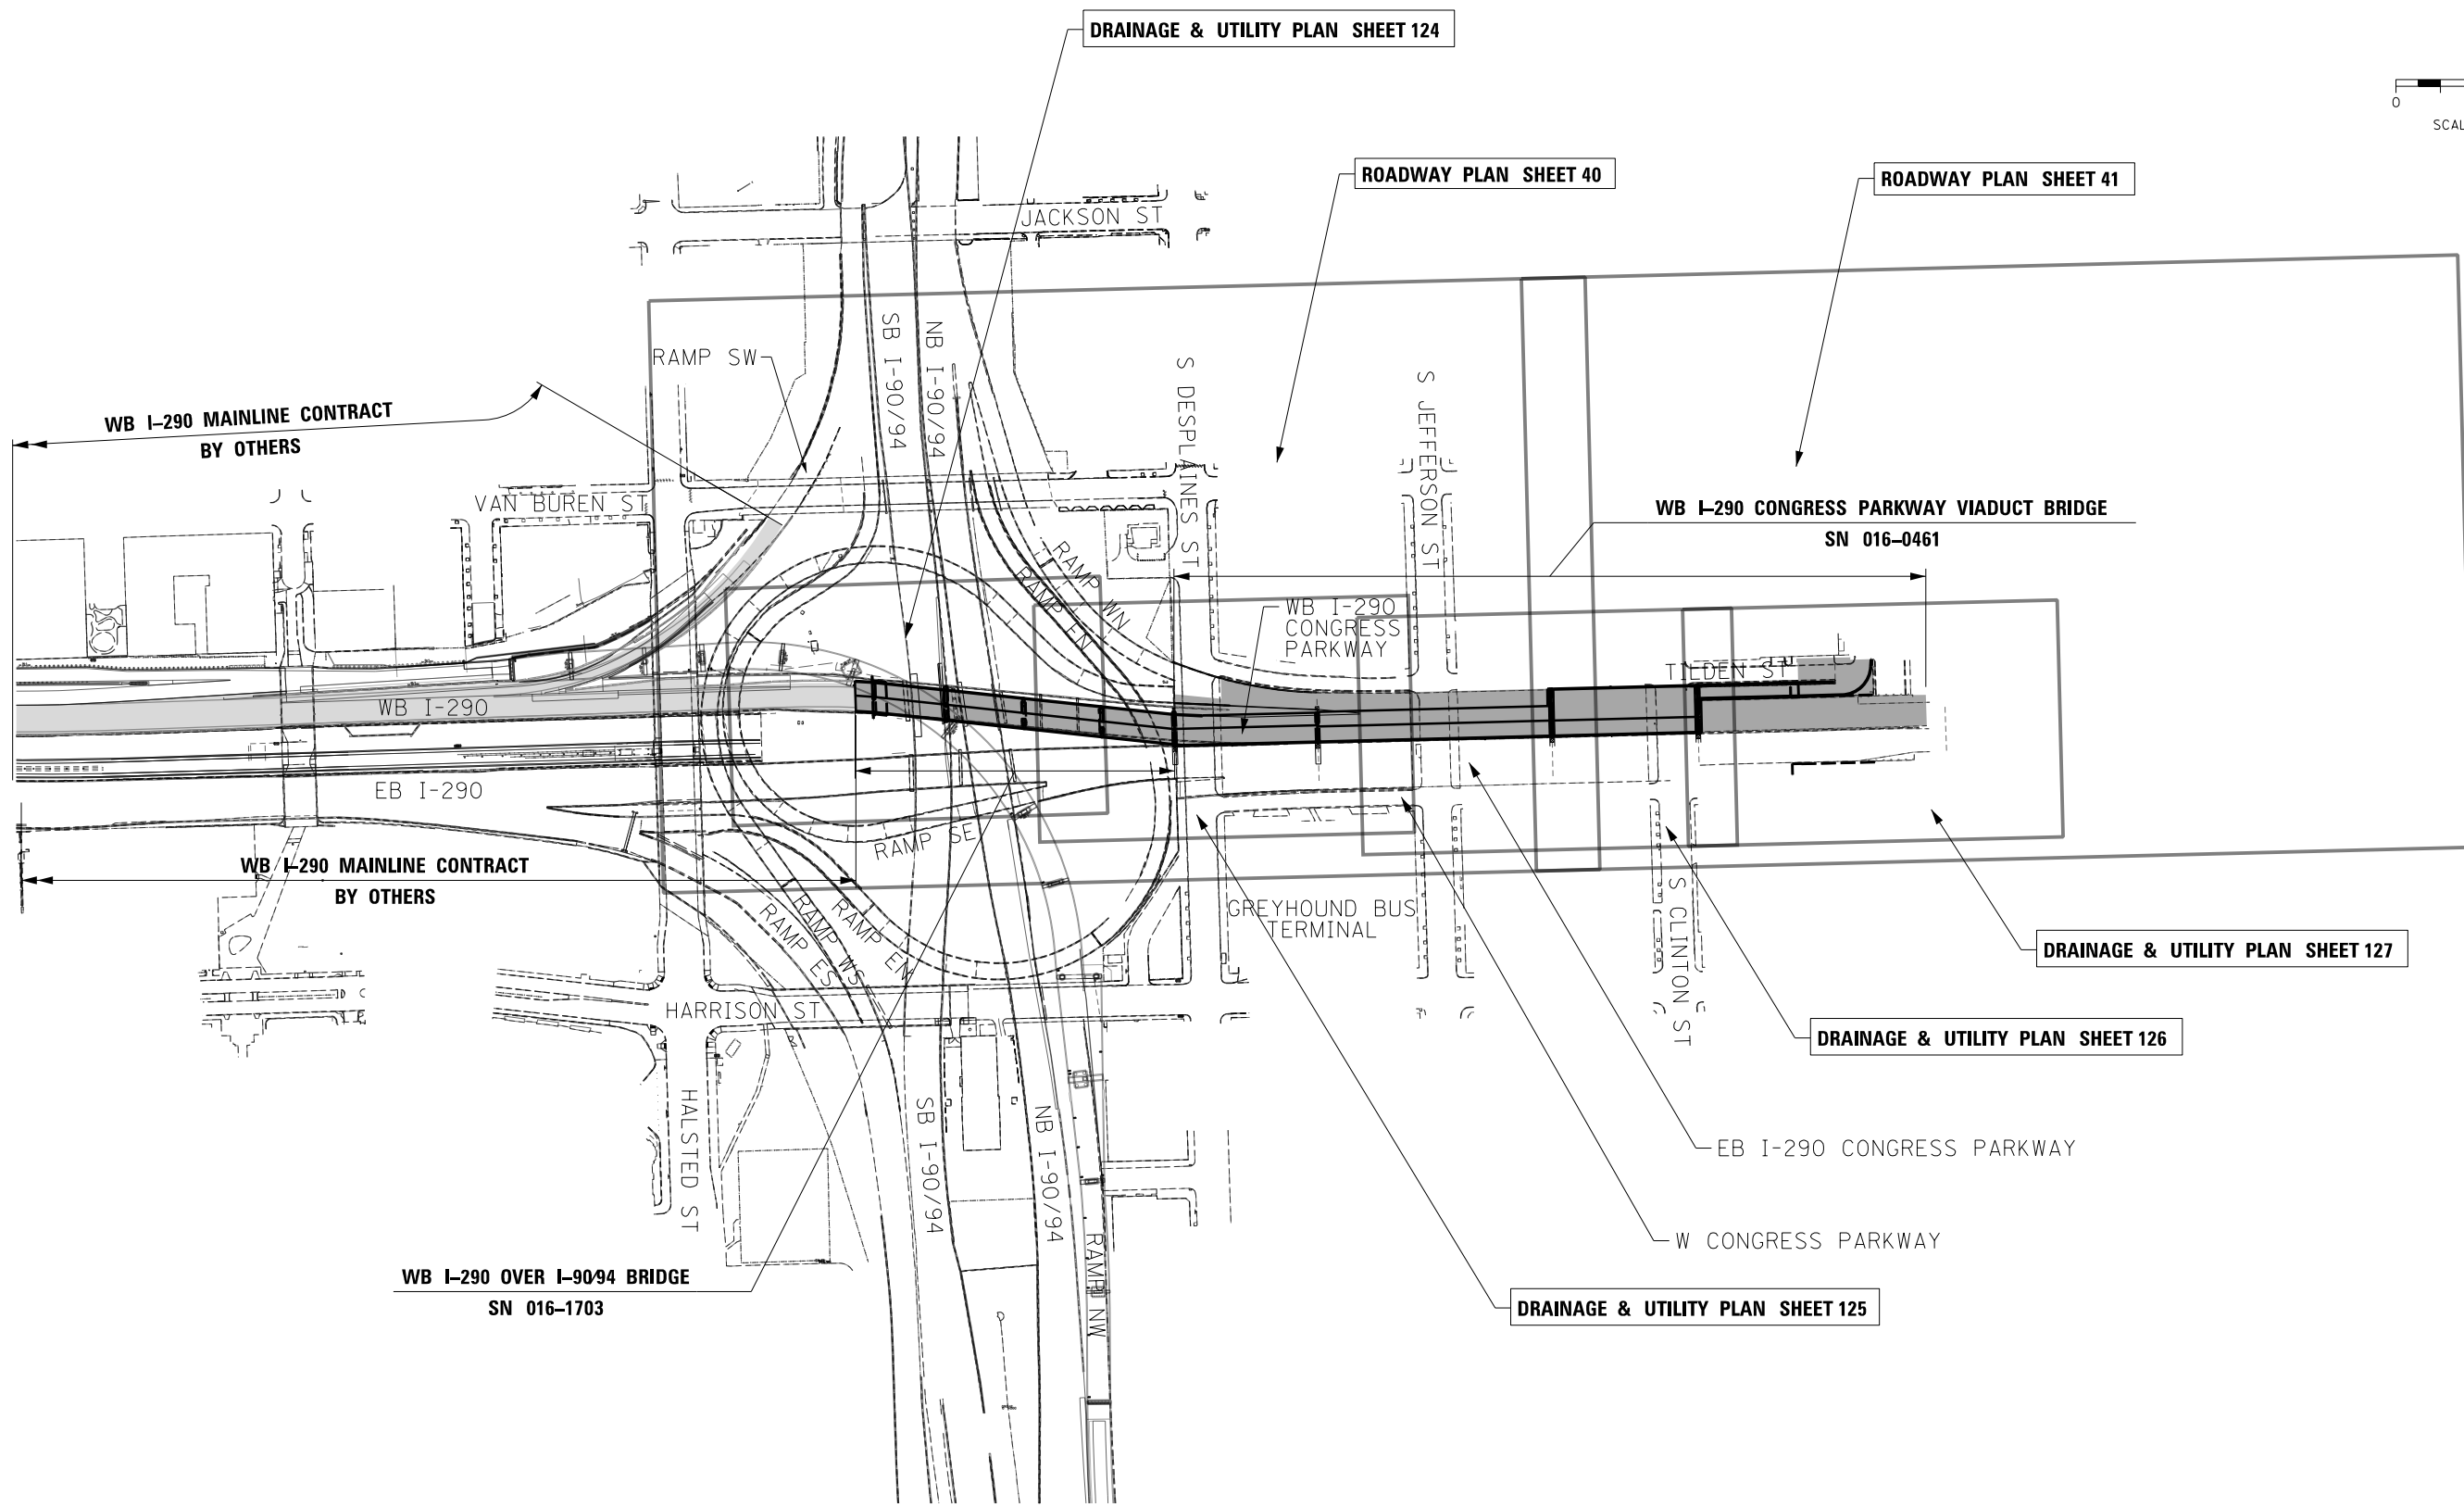 DRAINAGE & UTILITY PLAN SHEET 124
0
ROADWAY PLAN SHEET 40
ROADWAY PLAN SHEET 41
JACKSON ST
SB I-90/94
NB I-90/94
RAMP SW
S DESPLAINES ST
S JEFFERSON ST
WB I-290 MAINLINE CONTRACT
BY OTHERS
VAN BUREN ST
WB I-290 CONGRESS PARKWAY VIADUCT BRIDGE
SN 016-0461
RAMP WN
RAMP EN
WB I-290
CONGRESS
PARKWAY
TILDEN ST
WB I-290
EB I-290
RAMP SE
WB I-290 MAINLINE CONTRACT
BY OTHERS
RAMP ES
RAMP WS
RAMP EN
GREYHOUND BUS
TERMINAL
S CLINTON ST
DRAINAGE & UTILITY PLAN SHEET 127
HARRISON ST
DRAINAGE & UTILITY PLAN SHEET 126
HALSTED ST
SB I-90/94
NB I-90/94
EB I-290 CONGRESS PARKWAY
RAMP NW
W CONGRESS PARKWAY
WB I-290 OVER I-90/94 BRIDGE
SN 016-1703
DRAINAGE & UTILITY PLAN SHEET 125